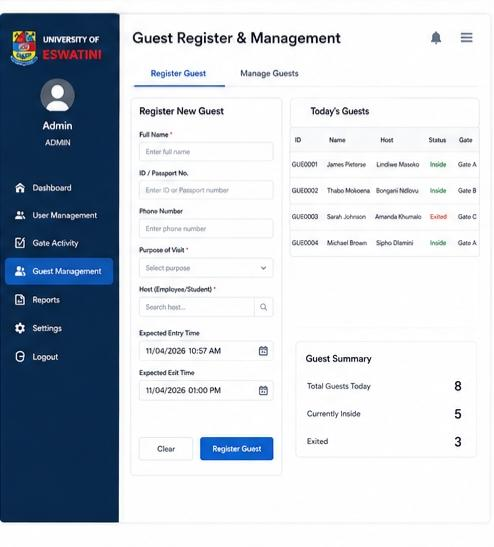 UNIVERSITY OF
ESWATINI
Admin
ADMIN
Dashboard
User Management
Gate Activity
Guest Management
Reports
Settings
Logout
Guest Register & Management
Register Guest
Manage Guests
Register New Guest
Full Name *
Enter full name
ID / Passport No.
Enter ID or Passport number
Phone Number
Enter phone number
Purpose of Visit *
Select purpose
Host (Employee/Student) *
Search host...
Expected Entry Time
11/04/2026 10:57 AM
Expected Exit Time
11/04/2026 01:00 PM
Clear
Register Guest
Today's Guests
ID Name Host Status Gate
GUE0001 James Pieterse Lindiwe Maseko Inside Gate A
GUE0002 Thabo Mokoena Bongani Ndlovu Inside Gate B
GUE0003 Sarah Johnson Amanda Khumalo Exited Gate C
GUE0004 Michael Brown Sipho Dlamini Inside Gate A
Guest Summary
Total Guests Today 8
Currently Inside 5
Exited 3